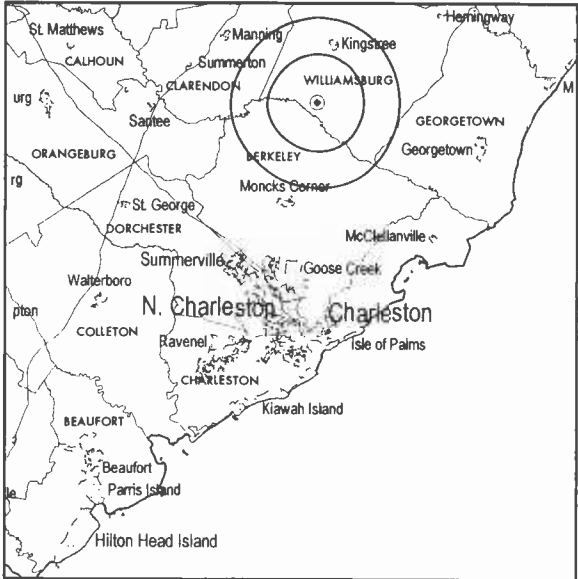 Hemingway
St. Matthews
Manning
Kingstree
CALHOUN
Summerton
WILLIAMSBURG
CLARENDON
M
urg
Santee
GEORGETOWN
ORANGEBURG
BERKELEY
Georgetown
rg
Moncks Corner
St. George
DORCHESTER
McClellanville
Summerville
Goose Creek
Walterboro
N. Charleston
Charleston
pton
COLLETON
Ravenel
Isle of Palms
CHARLESTON
Kiawah Island
BEAUFORT
Beaufort
le
Parris Island
Hilton Head Island